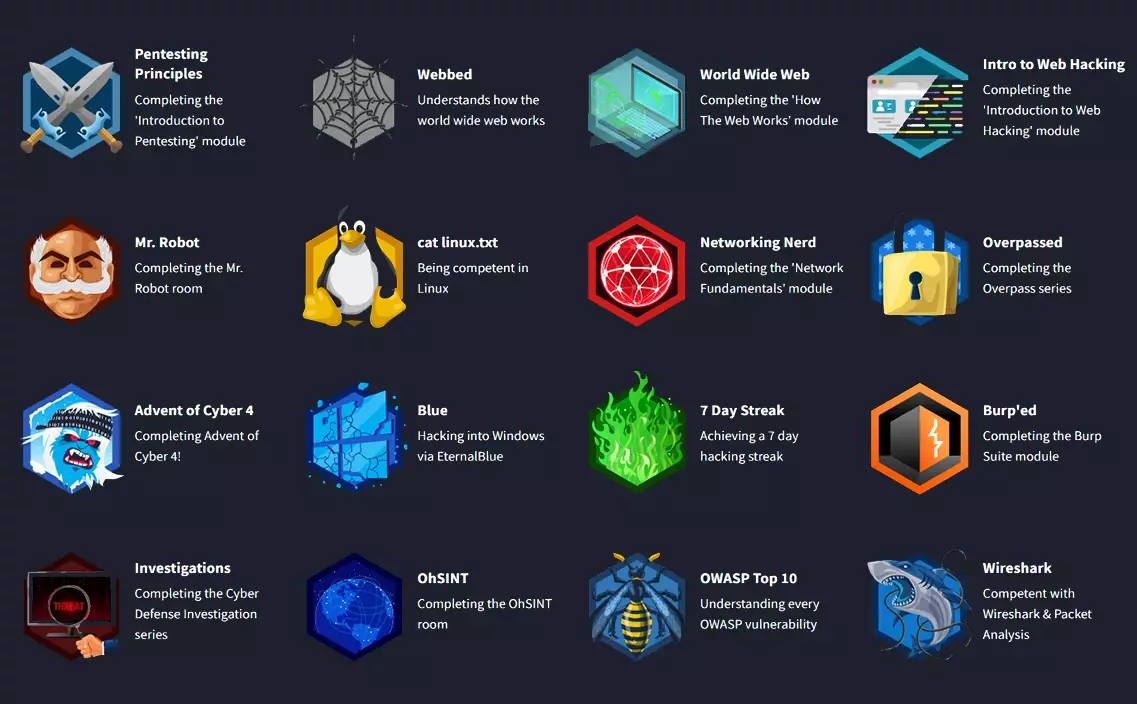 Pentesting
Principles
Completing the
'Introduction to
Pentesting' module
Webbed
Understands how the
world wide web works
World Wide Web
Completing the 'How
The Web Works' module
Intro to Web Hacking
Completing the
'Introduction to Web
Hacking' module
Mr. Robot
Completing the Mr.
Robot room
cat linux.txt
Being competent in
Linux
Networking Nerd
Completing the 'Network
Fundamentals' module
Overpassed
Completing the
Overpass series
Advent of Cyber 4
Completing Advent of
Cyber 4!
Blue
Hacking into Windows
via EternalBlue
7 Day Streak
Achieving a 7 day
hacking streak
Burp'ed
Completing the Burp
Suite module
THREAT
Investigations
Completing the Cyber
Defense Investigation
series
OhSINT
Completing the OhSINT
room
OWASP Top 10
Understanding every
OWASP vulnerability
Wireshark
Competent with
Wireshark & Packet
Analysis